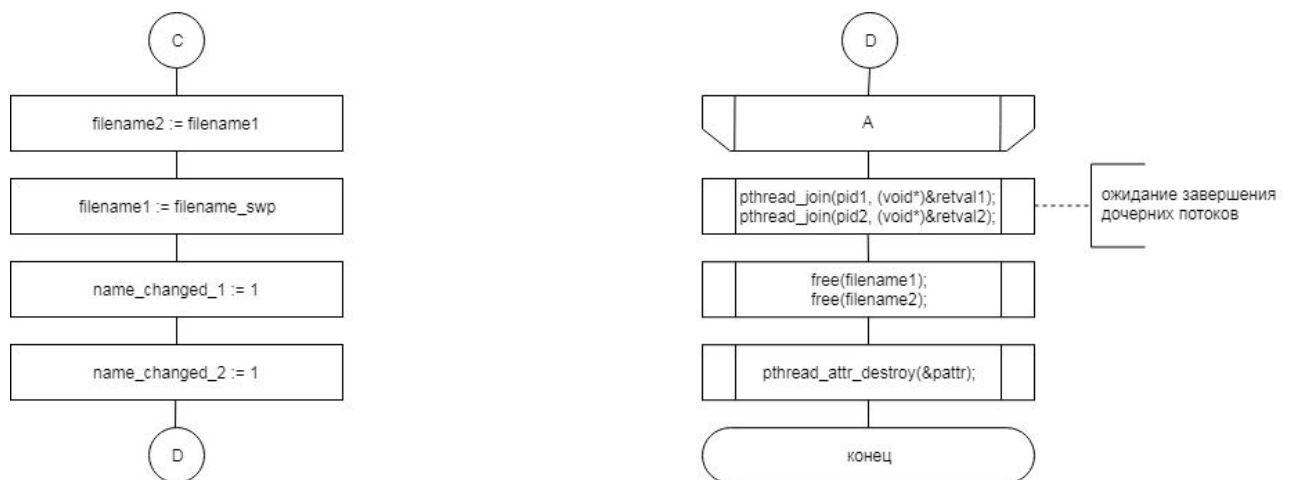 C
filename2 := filename1
filename1 := filename_swp
name_changed_1 := 1
name_changed_2 := 1
D
D
A
pthread_join(pid1, (void*)&retval1);
pthread_join(pid2, (void*)&retval2);
ожидание завершения
дочерних потоков
free(filename1);
free(filename2);
pthread_attr_destroy(&pattr);
конец